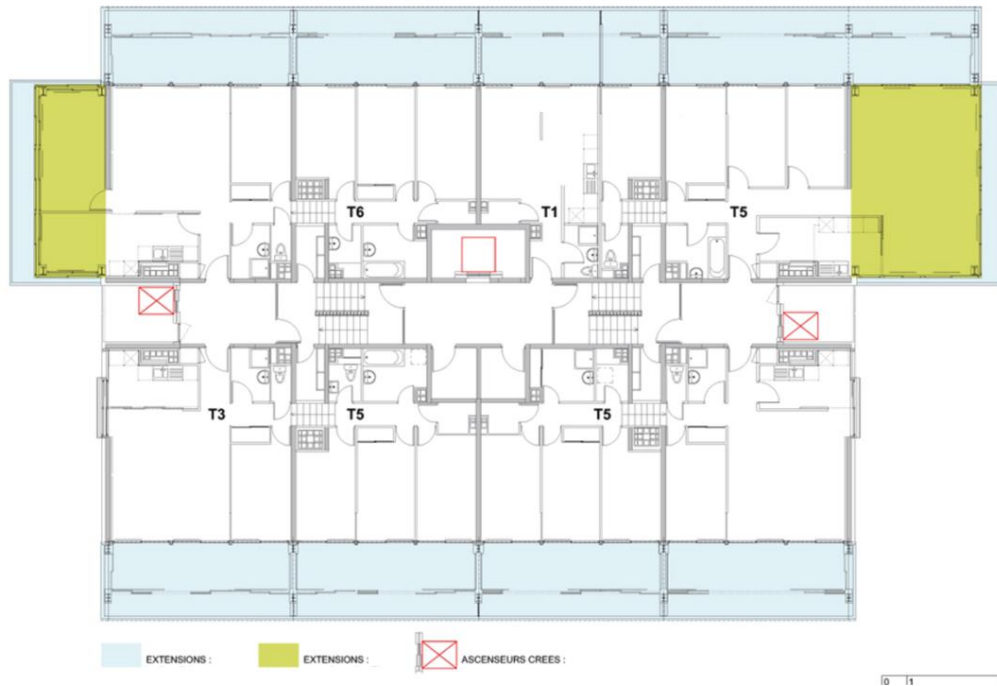 T6 T1 T5
T3 T5 T5
EXTENSIONS : EXTENSIONS : ASCENSEURS CREES :
0 1